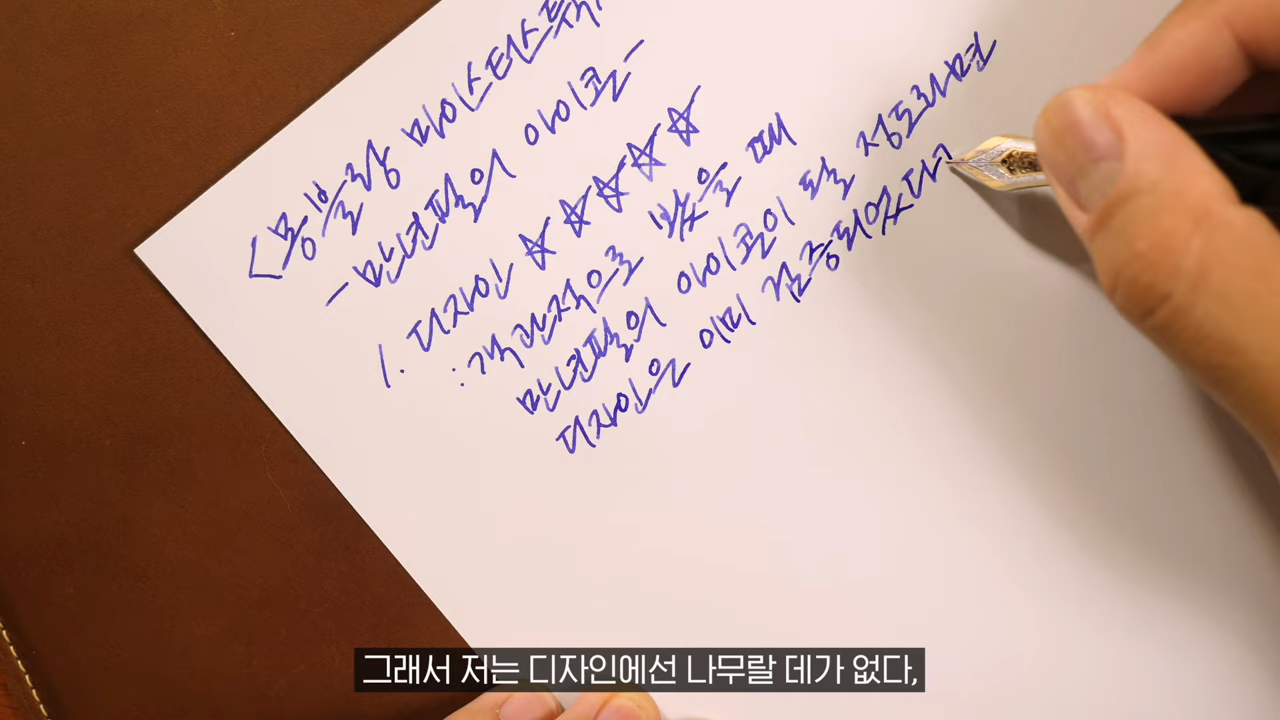 <몽블랑 마이스터스튁
- 만년필의 아이콘 -
1. 디자인 ☆☆☆☆☆
: 객관적으로 봤을 때
만년필의 아이콘이 될 정도라면
디자인은 이미 검증되었다고
그래서 저는 디자인에선 나무랄 데가 없다,